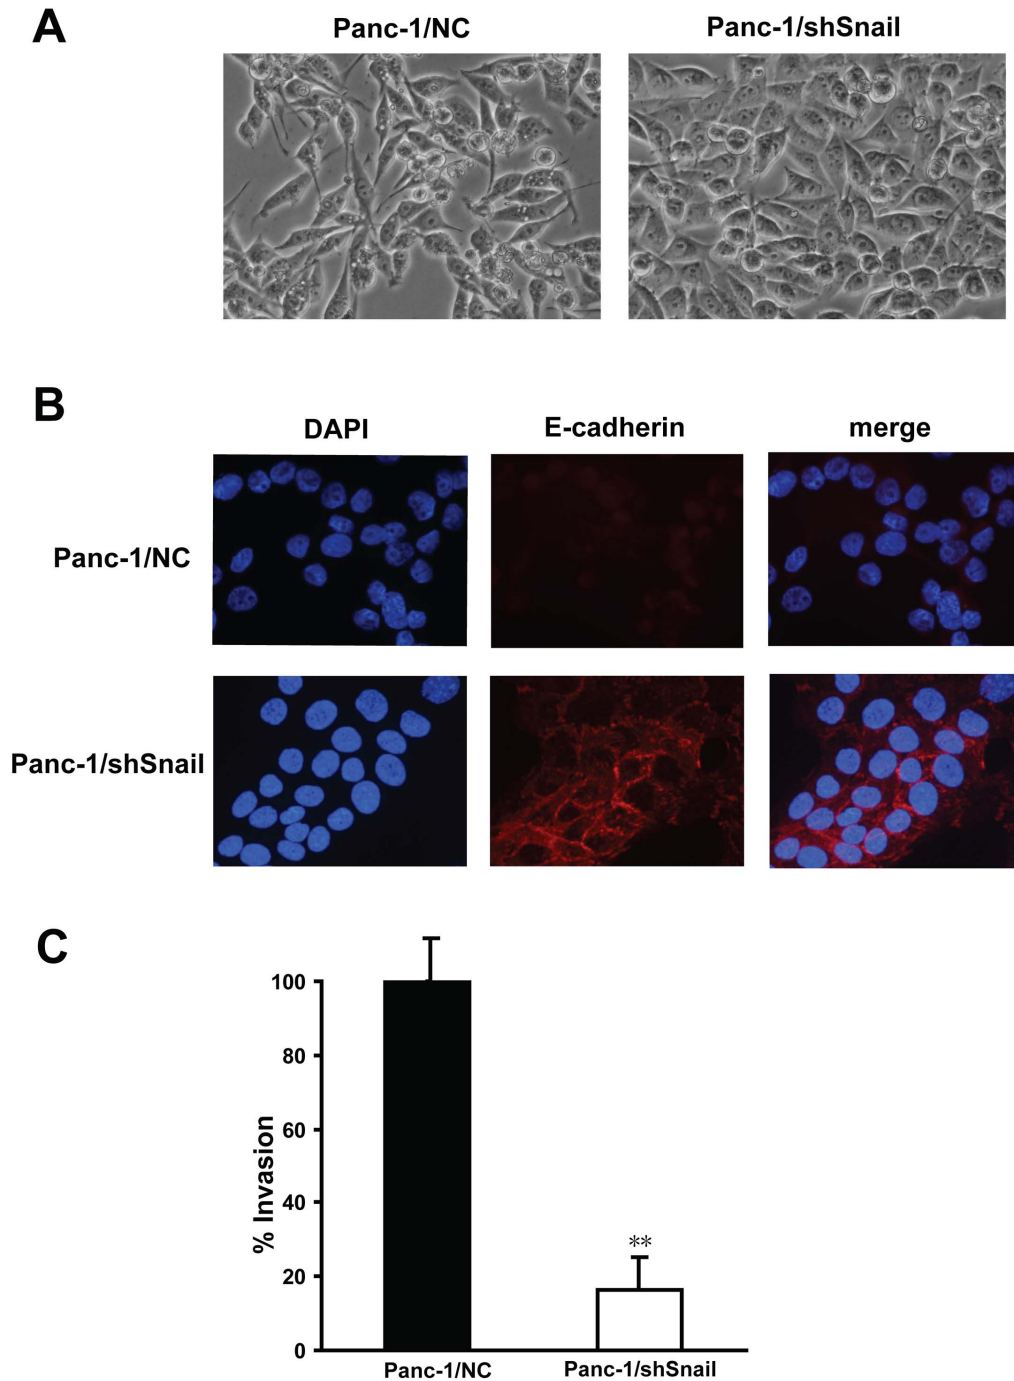 A
Panc-1/NC
Panc-1/shSnail
B
DAPI
E-cadherin
merge
Panc-1/NC
Panc-1/shSnail
C
% Invasion
100
80
60
40
20
0
**
Panc-1/NC
Panc-1/shSnail